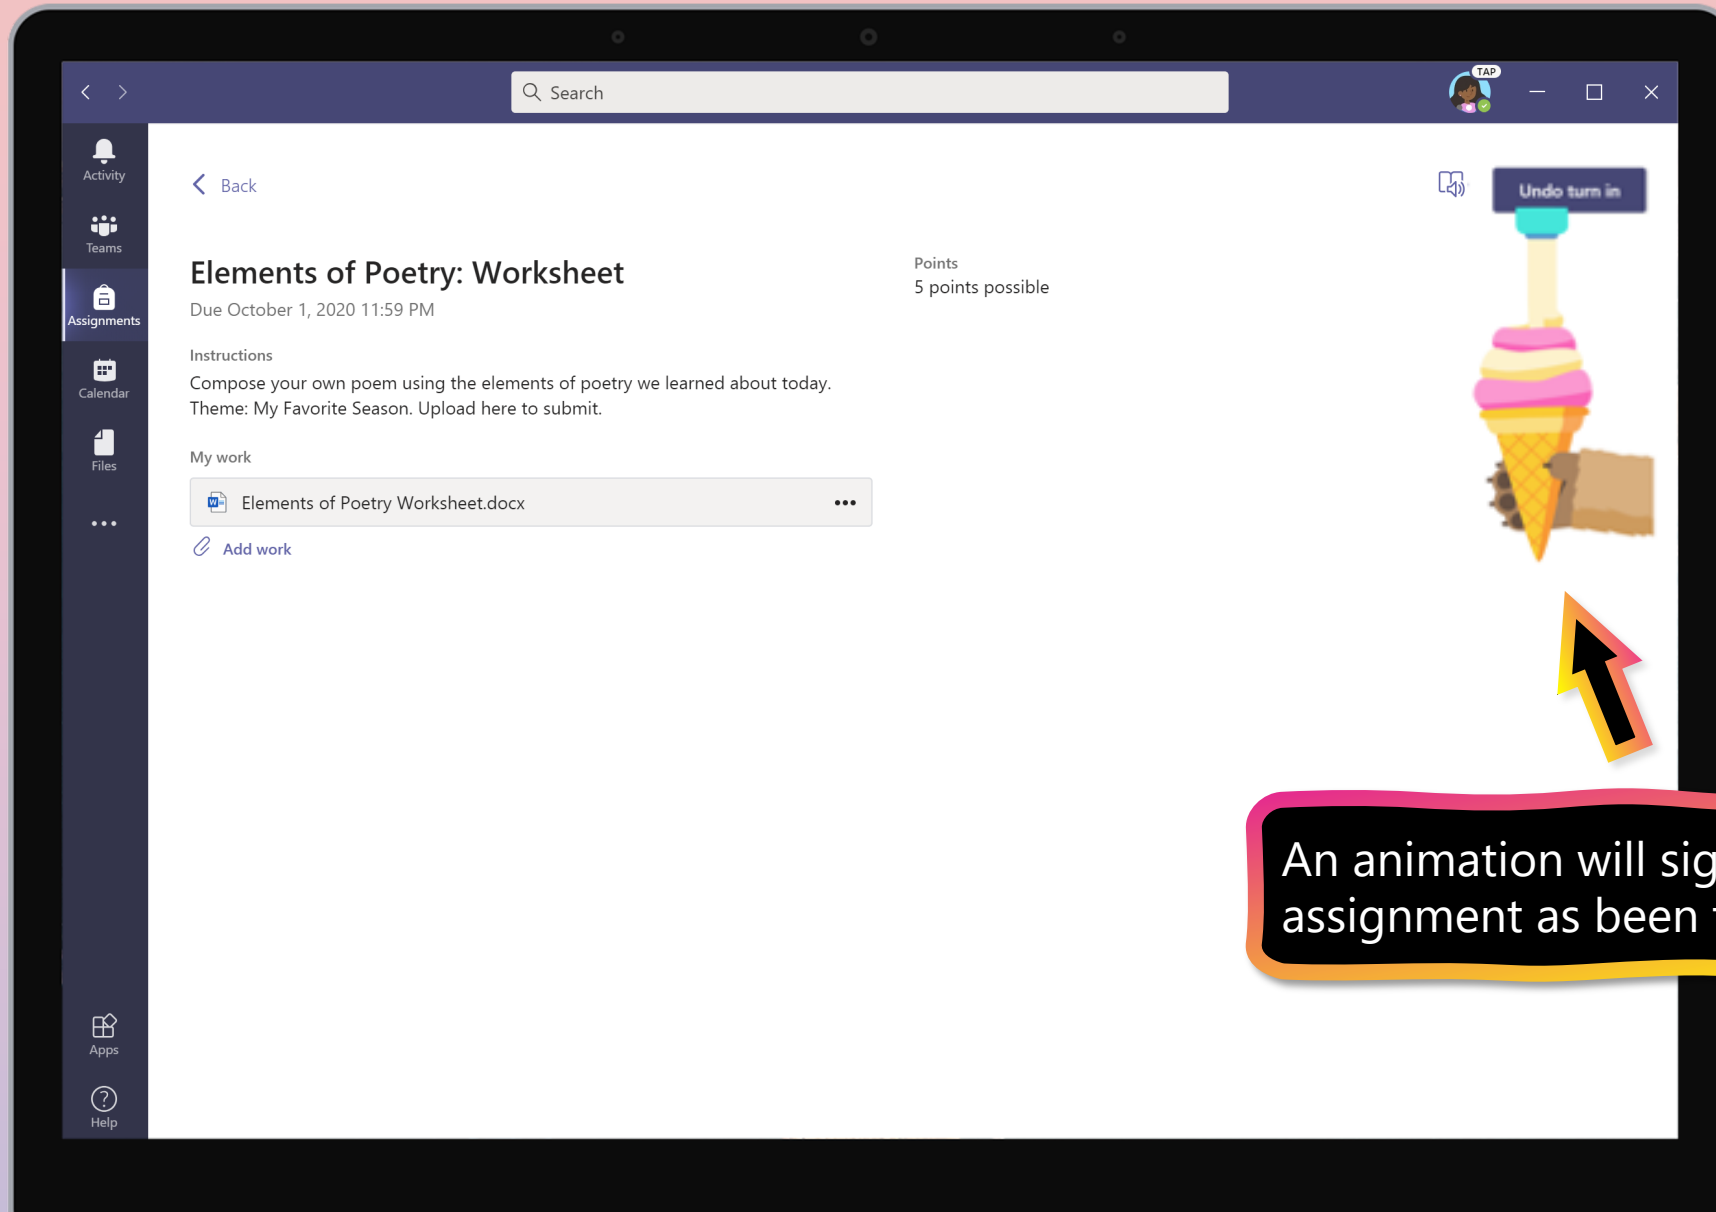 Search
TAP
Activity
Teams
Assignments
Calendar
Files
Apps
Help
Back
Undo turn in
Elements of Poetry: Worksheet
Due October 1, 2020 11:59 PM
Points
5 points possible
Instructions
Compose your own poem using the elements of poetry we learned about today.
Theme: My Favorite Season. Upload here to submit.
My work
Elements of Poetry Worksheet.docx
Add work
An animation will
assignment as been